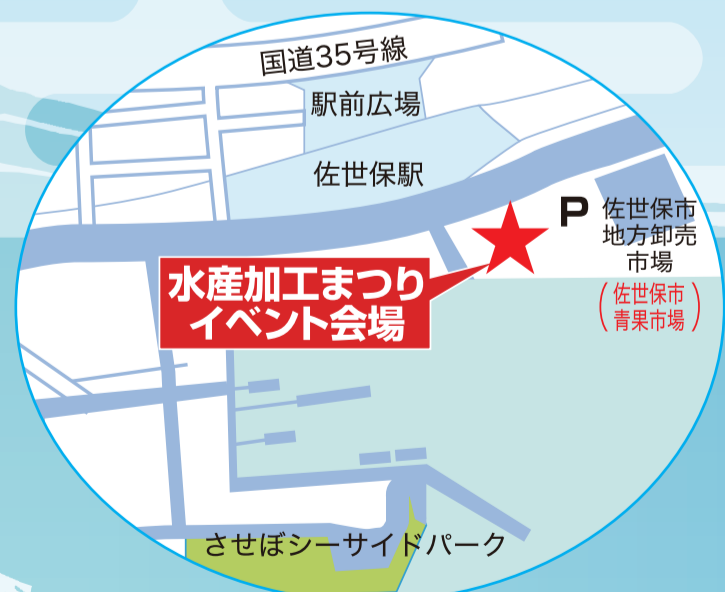 国道35号線
駅前広場
佐世保駅
P
佐世保市
地方卸売
市場
(佐世保市
青果市場)
水産加工まつり
イベント会場
させぼシーサイドパーク